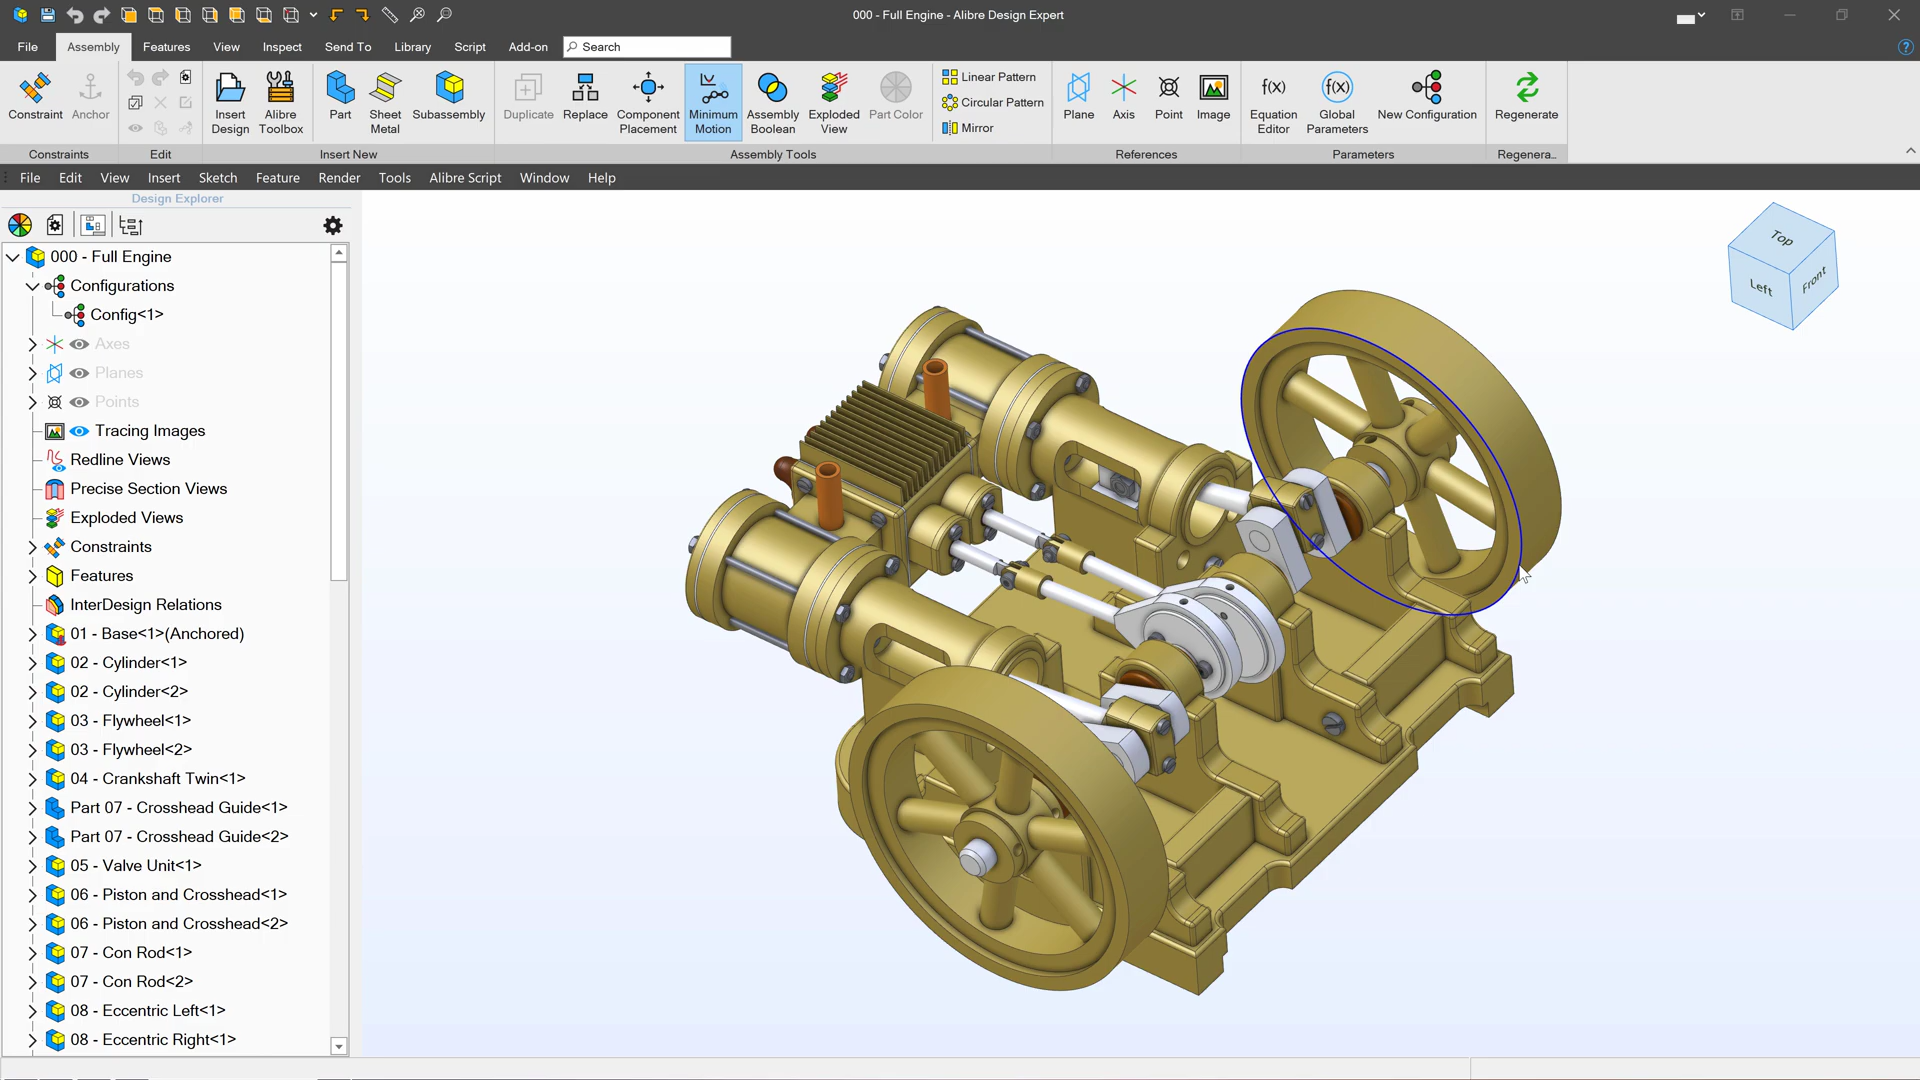 000 - Full Engine - Alibre Design Expert
File Assembly Features View Inspect Send To Library Script Add-on Search
Constraint Anchor Insert Design Alibre Toolbox Part Sheet Metal Subassembly Duplicate Replace Component Placement Minimum Motion Assembly Boolean Exploded View Part Color
Linear Pattern
Circular Pattern
Mirror
Plane Axis Point Image Equation Editor Global Parameters New Configuration Regenerate
Constraints Edit Insert New Assembly Tools References Parameters Regenera...
File Edit View Insert Sketch Feature Render Tools Alibre Script Window Help
Design Explorer
000 - Full Engine
Configurations
Config<1>
Axes
Planes
Points
Tracing Images
Redline Views
Precise Section Views
Exploded Views
Constraints
Features
InterDesign Relations
01 - Base<1>(Anchored)
02 - Cylinder<1>
02 - Cylinder<2>
03 - Flywheel<1>
03 - Flywheel<2>
04 - Crankshaft Twin<1>
Part 07 - Crosshead Guide<1>
Part 07 - Crosshead Guide<2>
05 - Valve Unit<1>
06 - Piston and Crosshead<1>
06 - Piston and Crosshead<2>
07 - Con Rod<1>
07 - Con Rod<2>
08 - Eccentric Left<1>
08 - Eccentric Right<1>
Top
Left
Front
f(x)
f(x)
?